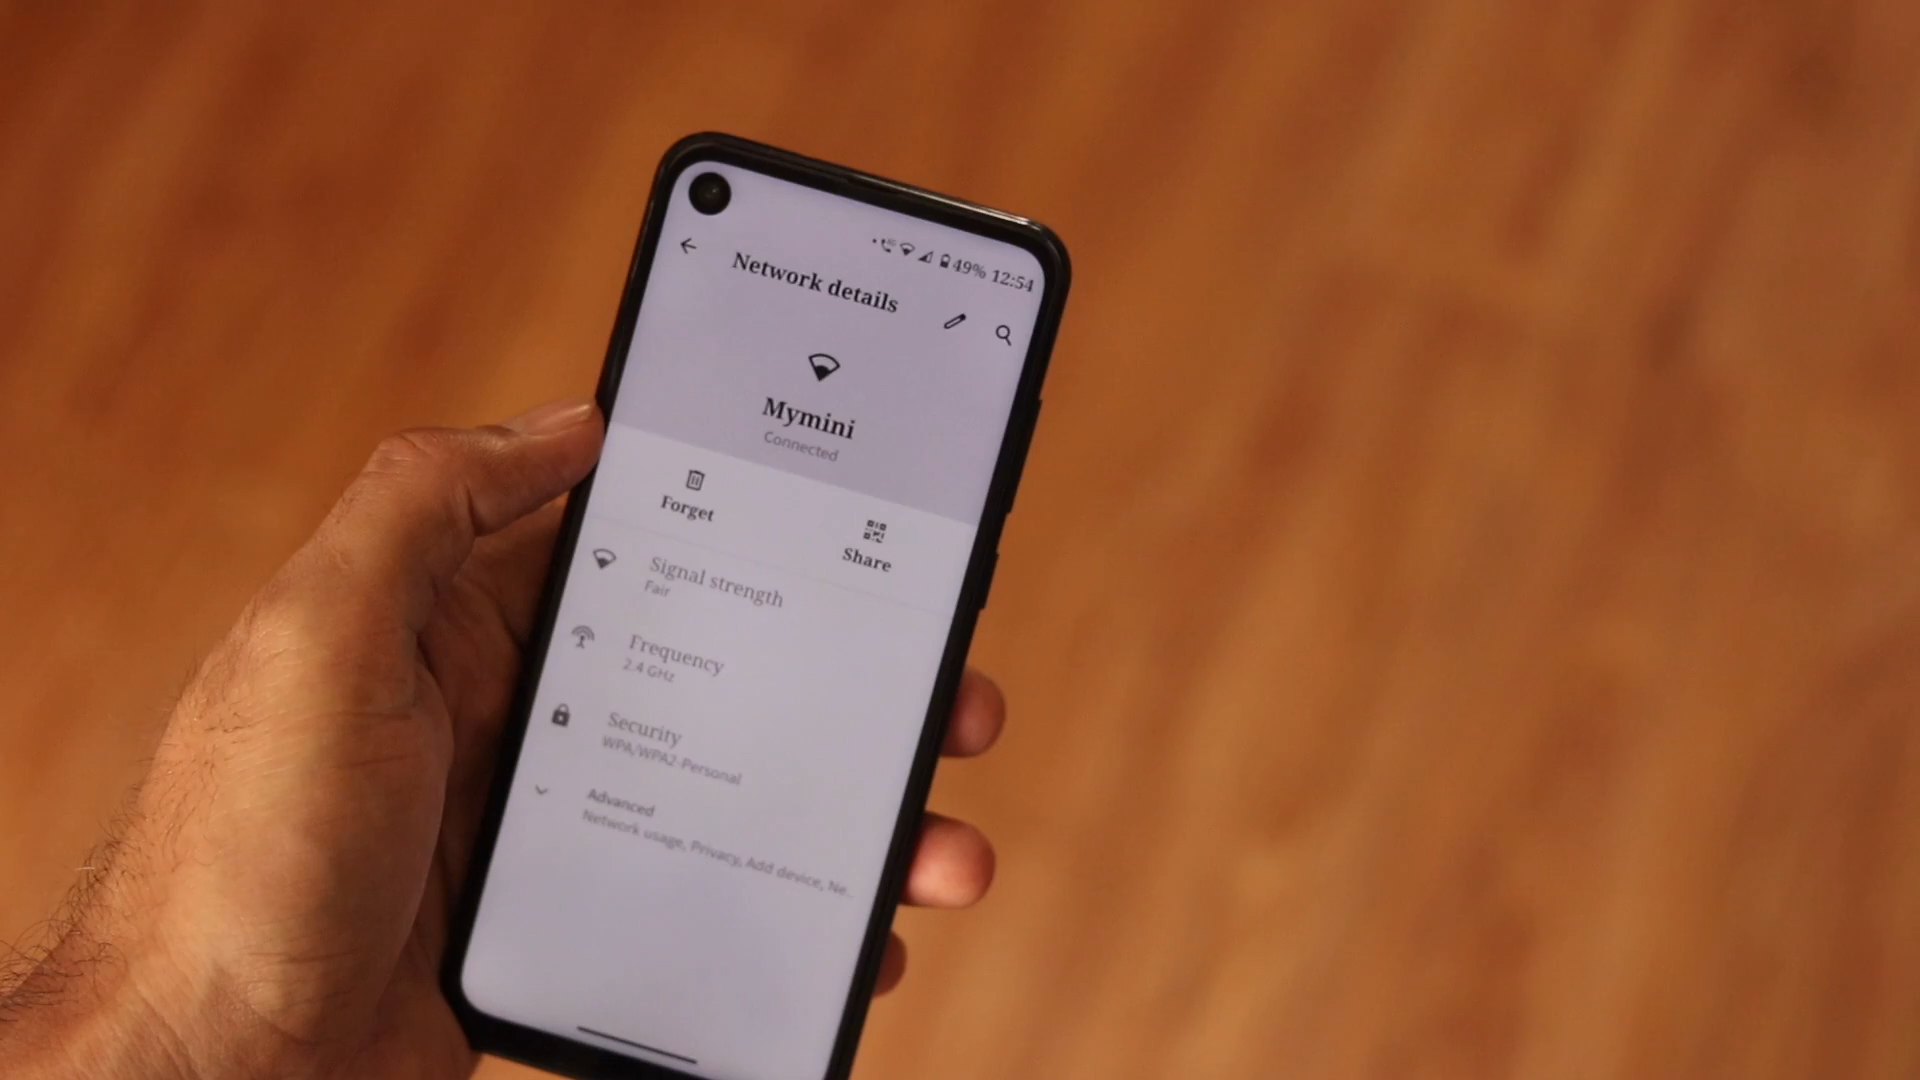 49% 12:54
Network details
Mymini
Connected
Forget
Share
Signal strength
Fair
Frequency
2.4 GHz
Security
WPA/WPA2-Personal
Advanced
Network usage, Privacy, Add device, Ne...